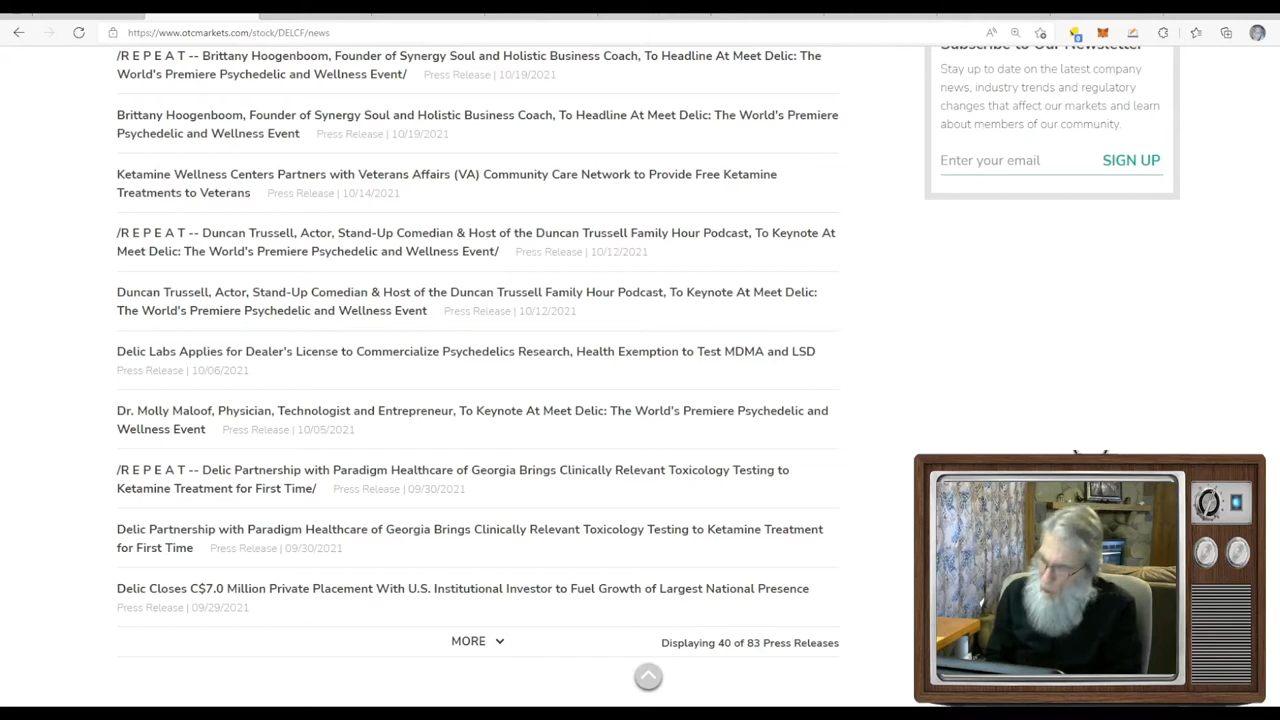 https://www.otcmarkets.com/stock/DELCF/news
/R E P E A T -- Brittany Hoogenboom, Founder of Synergy Soul and Holistic Business Coach, To Headline At Meet Delic: The
World's Premiere Psychedelic and Wellness Event/ Press Release | 10/19/2021
Brittany Hoogenboom, Founder of Synergy Soul and Holistic Business Coach, To Headline At Meet Delic: The World's Premiere
Psychedelic and Wellness Event Press Release | 10/19/2021
Ketamine Wellness Centers Partners with Veterans Affairs (VA) Community Care Network to Provide Free Ketamine
Treatments to Veterans Press Release | 10/14/2021
/R E P E A T -- Duncan Trussell, Actor, Stand-Up Comedian & Host of the Duncan Trussell Family Hour Podcast, To Keynote At
Meet Delic: The World's Premiere Psychedelic and Wellness Event/ Press Release | 10/12/2021
Duncan Trussell, Actor, Stand-Up Comedian & Host of the Duncan Trussell Family Hour Podcast, To Keynote At Meet Delic:
The World's Premiere Psychedelic and Wellness Event Press Release | 10/12/2021
Delic Labs Applies for Dealer's License to Commercialize Psychedelics Research, Health Exemption to Test MDMA and LSD
Press Release | 10/06/2021
Dr. Molly Maloof, Physician, Technologist and Entrepreneur, To Keynote At Meet Delic: The World's Premiere Psychedelic and
Wellness Event Press Release | 10/05/2021
/R E P E A T -- Delic Partnership with Paradigm Healthcare of Georgia Brings Clinically Relevant Toxicology Testing to
Ketamine Treatment for First Time/ Press Release | 09/30/2021
Delic Partnership with Paradigm Healthcare of Georgia Brings Clinically Relevant Toxicology Testing to Ketamine Treatment
for First Time Press Release | 09/30/2021
Delic Closes C$7.0 Million Private Placement With U.S. Institutional Investor to Fuel Growth of Largest National Presence
Press Release | 09/29/2021
MORE
Displaying 40 of 83 Press Releases
Subscribe to Our Newsletter
Stay up to date on the latest company
news, industry trends and regulatory
changes that affect our markets and learn
about members of our community.
Enter your email SIGN UP